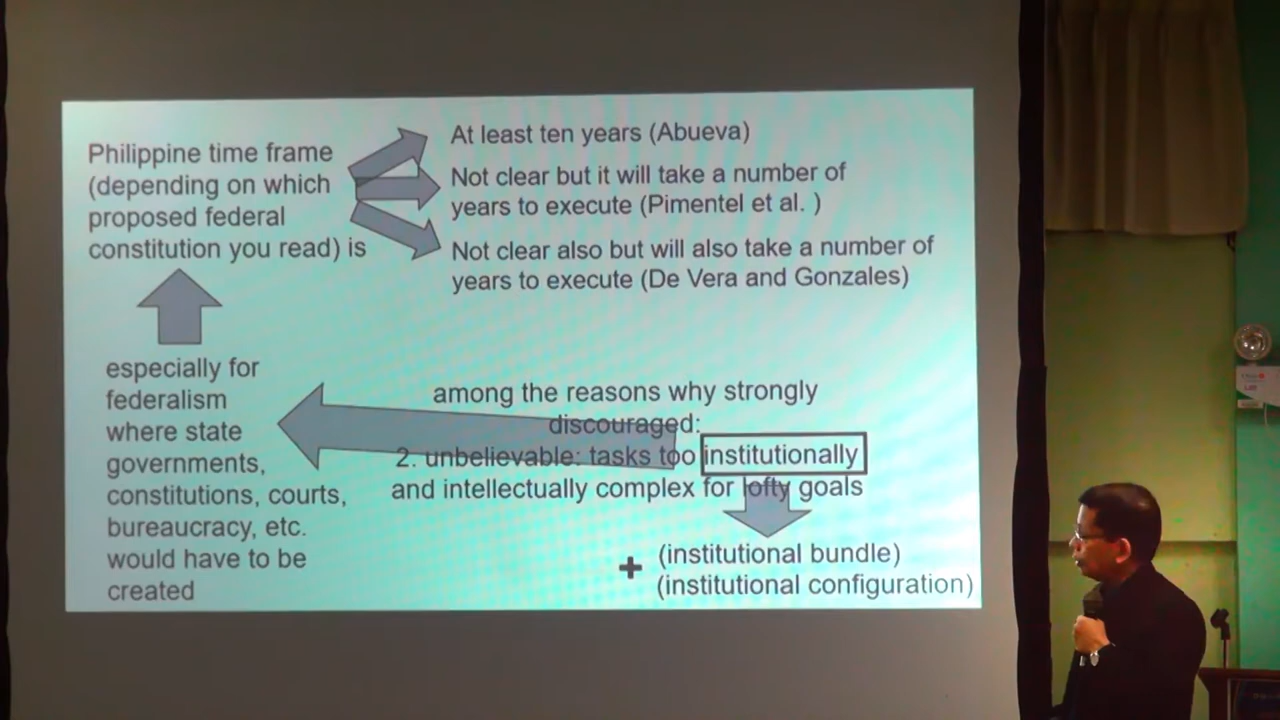 Philippine time frame
(depending on which
proposed federal
constitution you read) is
At least ten years (Abueva)
Not clear but it will take a number of
years to execute (Pimentel et al. )
Not clear also but will also take a number of
years to execute (De Vera and Gonzales)
especially for
federalism
where state
governments,
constitutions, courts,
bureaucracy, etc.
would have to be
created
among the reasons why strongly
discouraged:
2. unbelievable: tasks too institutionally
and intellectually complex for lofty goals
+ (institutional bundle)
(institutional configuration)